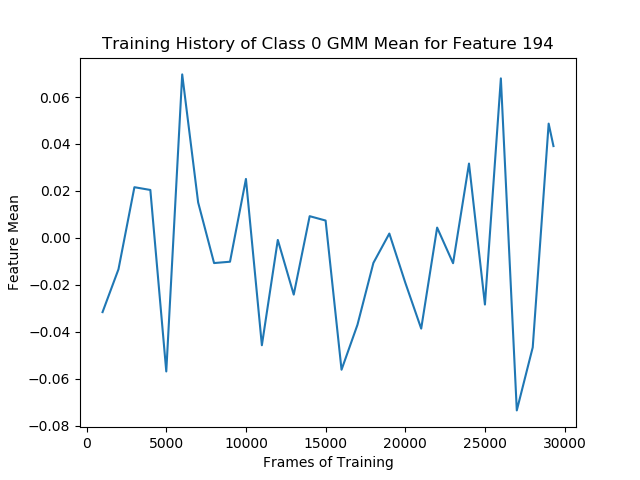 Training History of Class 0 GMM Mean for Feature 194
0.06
0.04
0.02
0.00
−0.02
−0.04
−0.06
−0.08
Feature Mean
0 5000 10000 15000 20000 25000 30000
Frames of Training